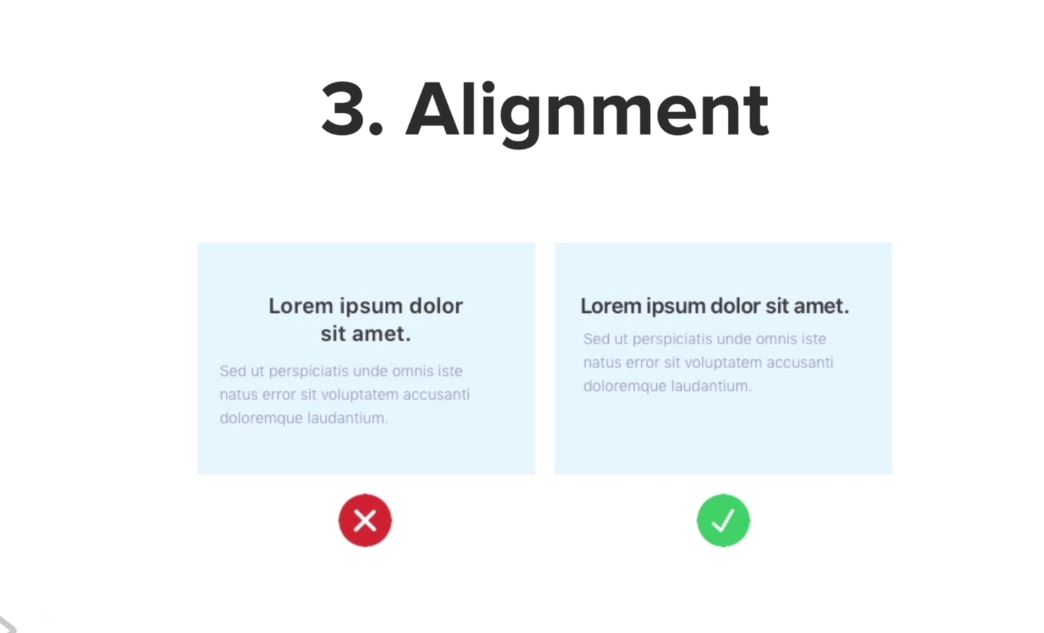 3. Alignment
Lorem ipsum dolor
sit amet.
Sed ut perspiciatis unde omnis iste
natus error sit voluptatem accusanti
doloremque laudantium.
Lorem ipsum dolor sit amet.
Sed ut perspiciatis unde omnis iste
natus error sit voluptatem accusanti
doloremque laudantium.